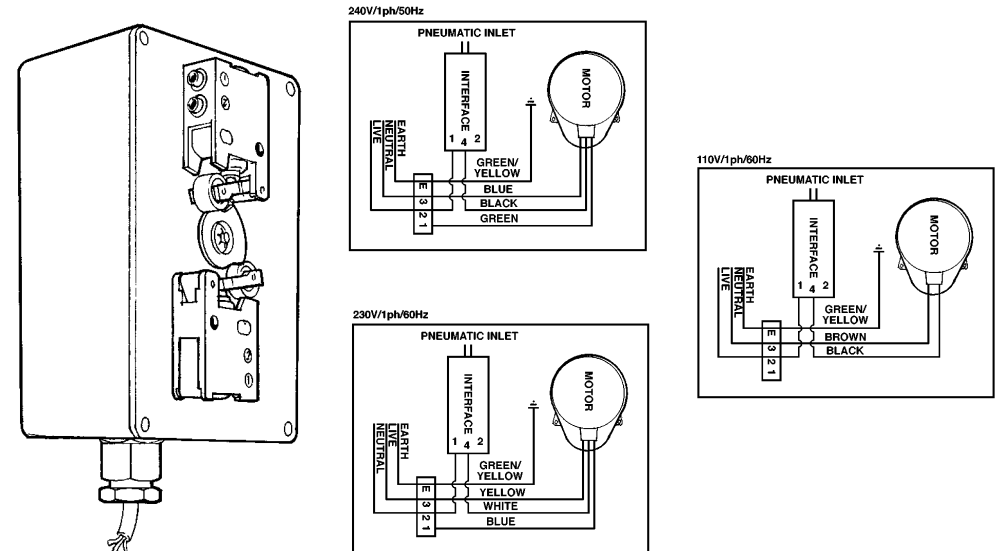 240V/1ph/50Hz
PNEUMATIC INLET
INTERFACE
1 4 2
MOTOR
EARTH
NEUTRAL
LIVE
GREEN/
YELLOW
BLUE
BLACK
GREEN
E 3 2 1
110V/1ph/60Hz
PNEUMATIC INLET
INTERFACE
1 4 2
MOTOR
EARTH
NEUTRAL
LIVE
GREEN/
YELLOW
BROWN
BLACK
E 3 2 1
230V/1ph/60Hz
PNEUMATIC INLET
INTERFACE
1 4 2
MOTOR
EARTH
LIVE
NEUTRAL
GREEN/
YELLOW
YELLOW
WHITE
BLUE
E 3 2 1